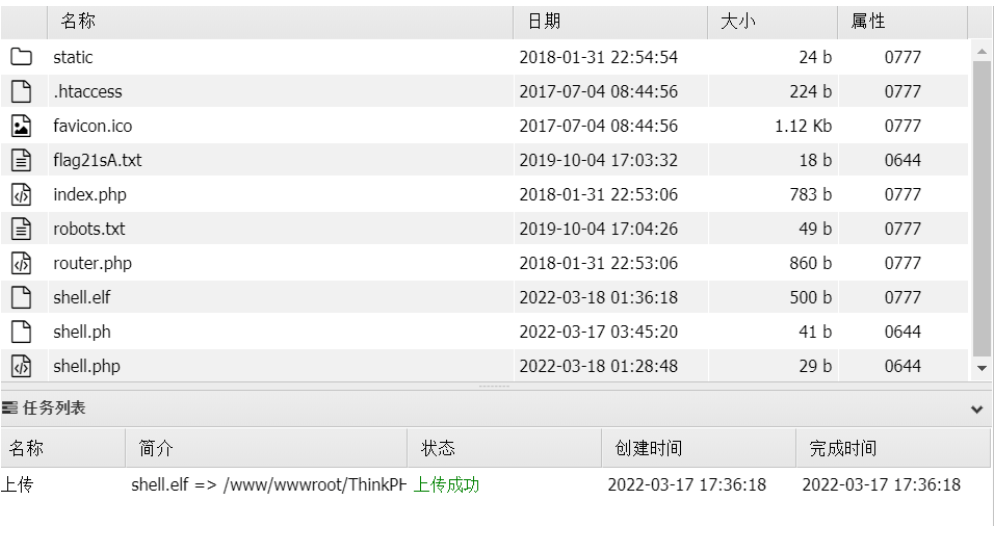 名称 日期 大小 属性
static 2018-01-31 22:54:54 24 b 0777
.htaccess 2017-07-04 08:44:56 224 b 0777
favicon.ico 2017-07-04 08:44:56 1.12 Kb 0777
flag21sA.txt 2019-10-04 17:03:32 18 b 0644
index.php 2018-01-31 22:53:06 783 b 0777
robots.txt 2019-10-04 17:04:26 49 b 0777
router.php 2018-01-31 22:53:06 860 b 0777
shell.elf 2022-03-18 01:36:18 500 b 0777
shell.ph 2022-03-17 03:45:20 41 b 0644
shell.php 2022-03-18 01:28:48 29 b 0644
任务列表
名称 简介 状态 创建时间 完成时间
上传 shell.elf => /www/wwwroot/ThinkPH 上传成功 2022-03-17 17:36:18 2022-03-17 17:36:18